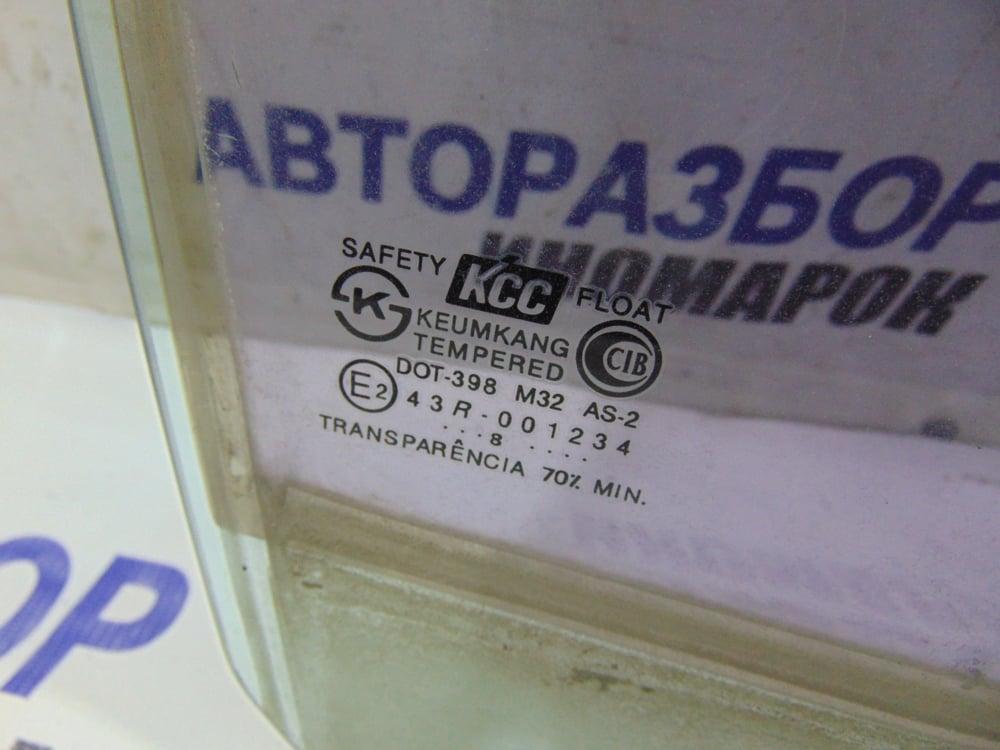 АВТОРАЗБОР
ИНОМАРОК
SAFETY KCC FLOAT
K KEUMKANG CIB
TEMPERED
DOT-398 M32 AS-2
E2 43R-001234
...8....
TRANSPARÊNCIA 70% MIN.
ОР